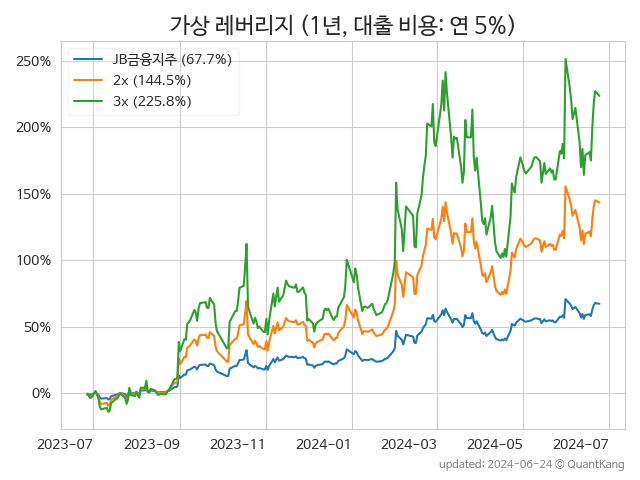 가상 레버리지 (1년, 대출 비용: 연 5%)
JB금융지주 (67.7%)
2x (144.5%)
3x (225.8%)
250%
200%
150%
100%
50%
0%
2023-07 2023-09 2023-11 2024-01 2024-03 2024-05 2024-07
updated: 2024-06-24 © QuantKang